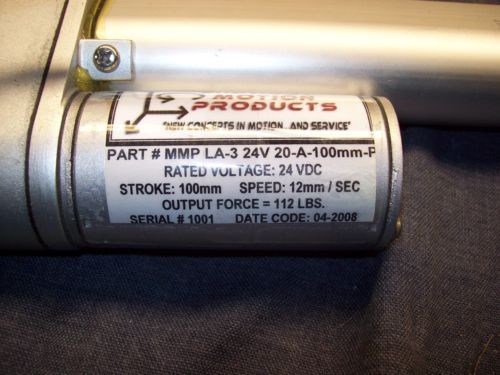 MOTION
PRODUCTS
"NEW CONCEPTS IN MOTION...AND SERVICE"
PART # MMP LA-3 24V 20-A-100mm-P
RATED VOLTAGE: 24 VDC
STROKE: 100mm SPEED: 12mm / SEC
OUTPUT FORCE = 112 LBS.
SERIAL # 1001 DATE CODE: 04-2008